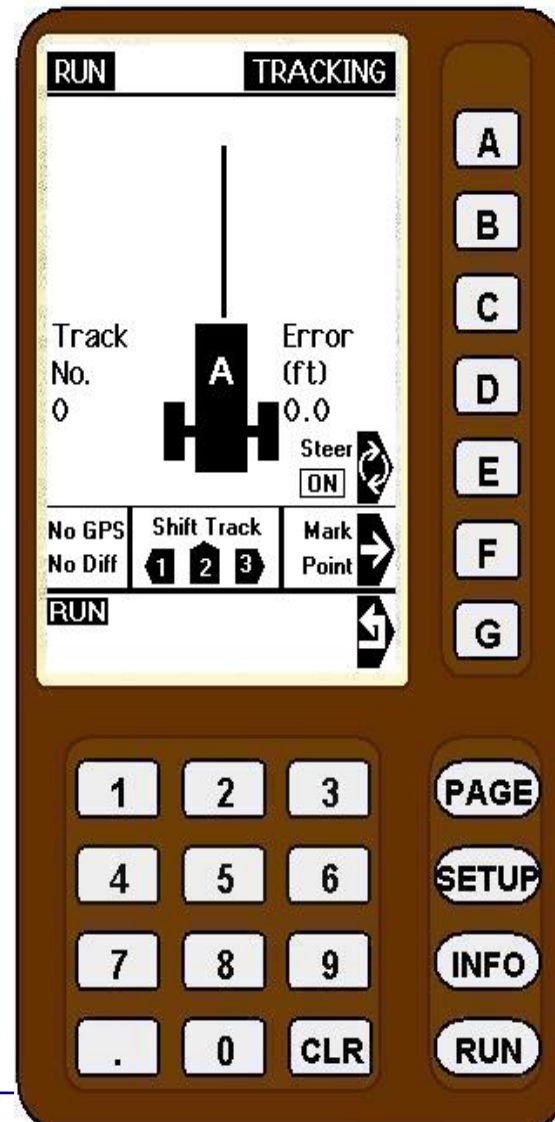 RUN TRACKING
A
B
C
Track Error
No. A (ft)
0 0.0
D
Steer
ON
E
No GPS Shift Track Mark
No Diff 1 2 3 Point
F
RUN
G
1 2 3 PAGE
4 5 6 SETUP
7 8 9 INFO
. 0 CLR RUN